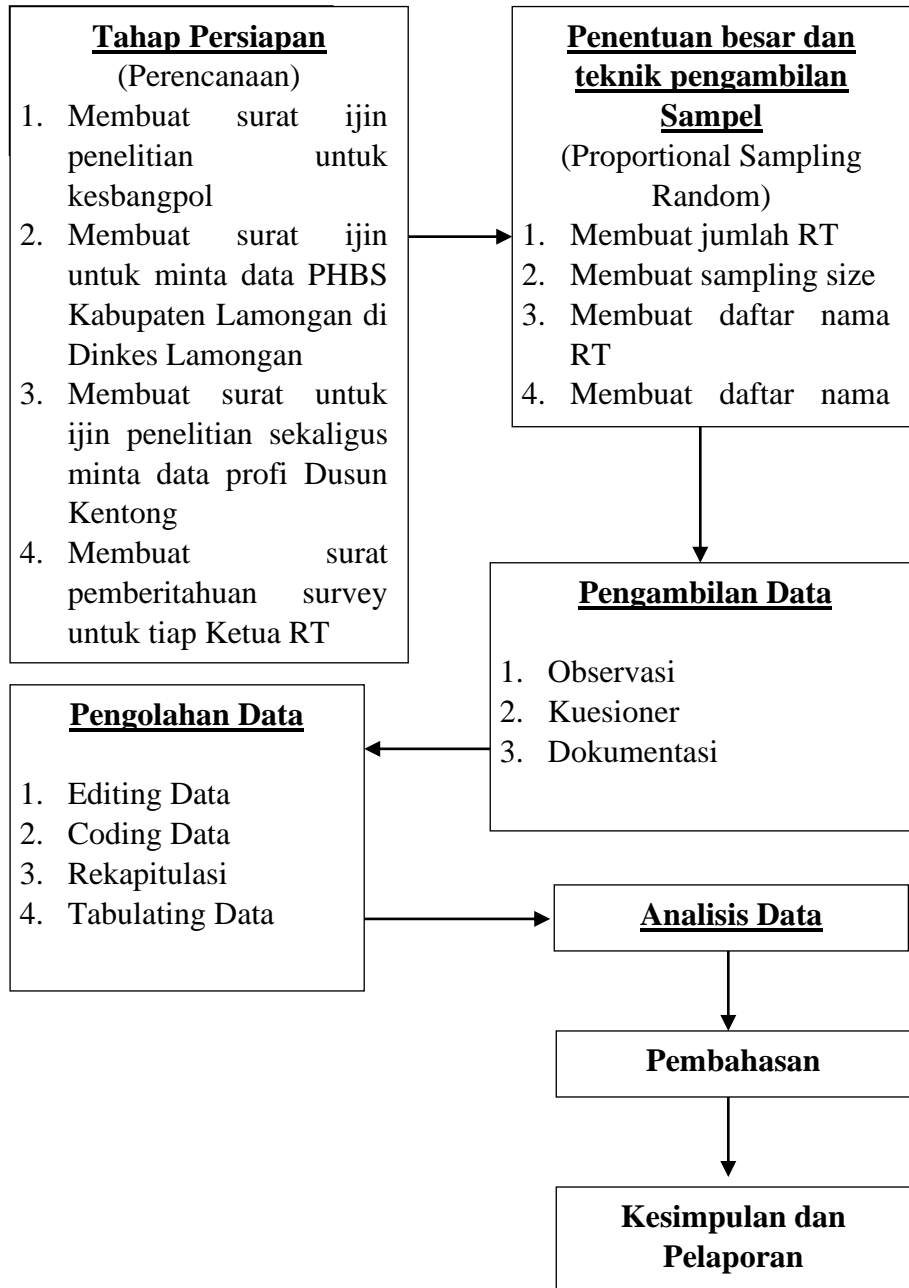 Tahap Persiapan
(Perencanaan)
1. Membuat surat ijin
penelitian untuk
kesbangpol
2. Membuat surat ijin
untuk minta data PHBS
Kabupaten Lamongan di
Dinkes Lamongan
3. Membuat surat untuk
ijin penelitian sekaligus
minta data profi Dusun
Kentong
4. Membuat surat
pemberitahuan survey
untuk tiap Ketua RT
Penentuan besar dan
teknik pengambilan
Sampel
(Proportional Sampling
Random)
1. Membuat jumlah RT
2. Membuat sampling size
3. Membuat daftar nama
RT
4. Membuat daftar nama
Pengambilan Data
1. Observasi
2. Kuesioner
3. Dokumentasi
Pengolahan Data
1. Editing Data
2. Coding Data
3. Rekapitulasi
4. Tabulating Data
Analisis Data
Pembahasan
Kesimpulan dan
Pelaporan